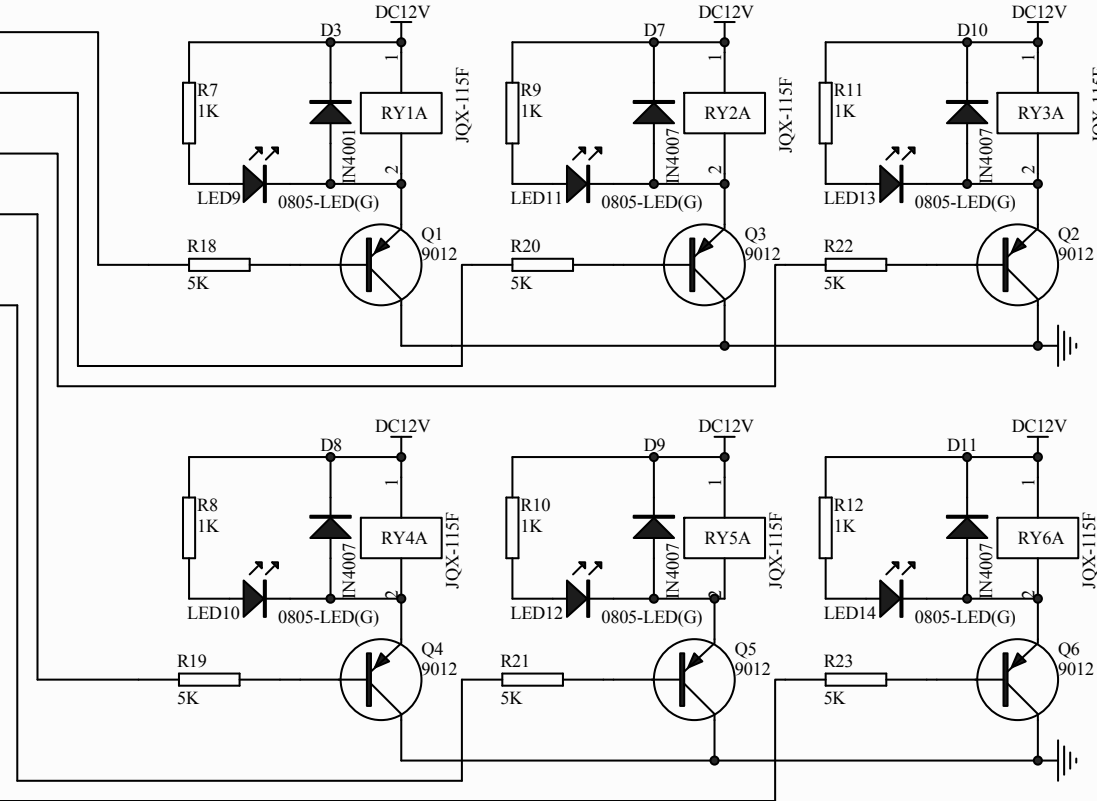 DC12V
D3
1
R7
1K
RY1A
JQX-115F
IN4001
2
LED9
0805-LED(G)
Q1
9012
R18
5K
DC12V
D7
1
R9
1K
RY2A
JQX-115F
IN4007
2
LED11
0805-LED(G)
Q3
9012
R20
5K
DC12V
D10
1
R11
1K
RY3A
JQX-115F
IN4007
2
LED13
0805-LED(G)
Q2
9012
R22
5K
DC12V
D8
1
R8
1K
RY4A
JQX-115F
IN4007
2
LED10
0805-LED(G)
Q4
9012
R19
5K
DC12V
D9
1
R10
1K
RY5A
JQX-115F
IN4007
2
LED12
0805-LED(G)
Q5
9012
R21
5K
DC12V
D11
1
R12
1K
RY6A
JQX-115F
IN4007
2
LED14
0805-LED(G)
Q6
9012
R23
5K